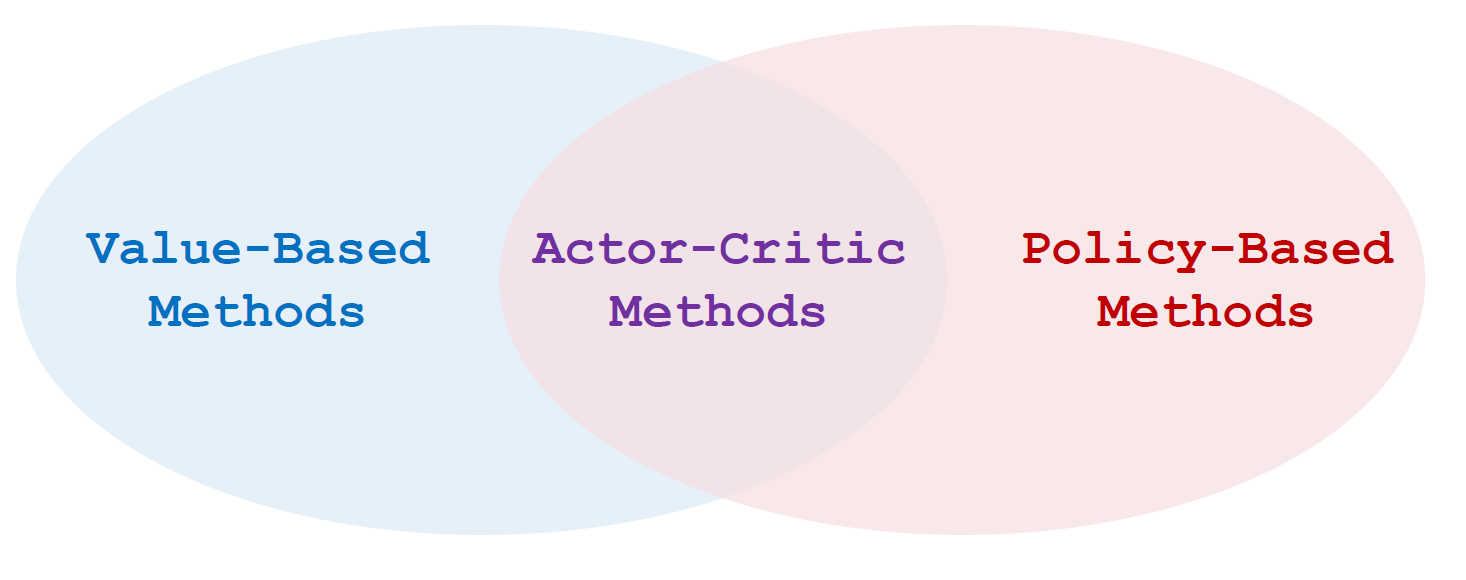 Value-Based
Methods
Actor-Critic
Methods
Policy-Based
Methods